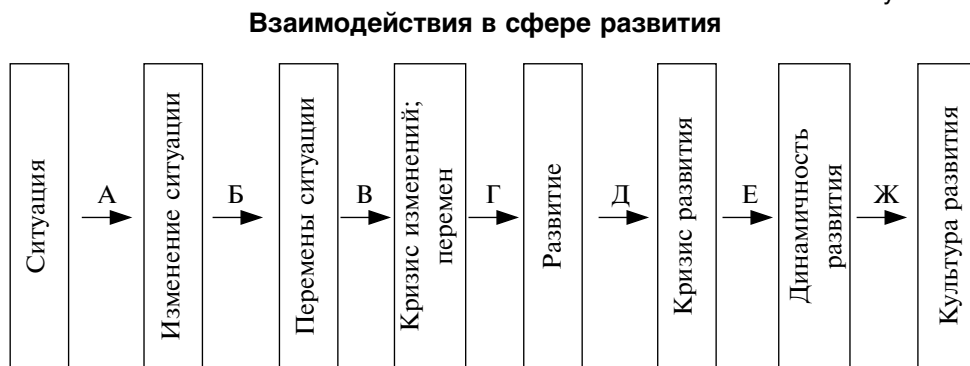 Взаимодействия в сфере развития
Ситуация
А
Изменение ситуации
Б
Перемены ситуации
В
Кризис изменений;
перемен
Г
Развитие
Д
Кризис развития
Е
Динамичность
развития
Ж
Культура развития